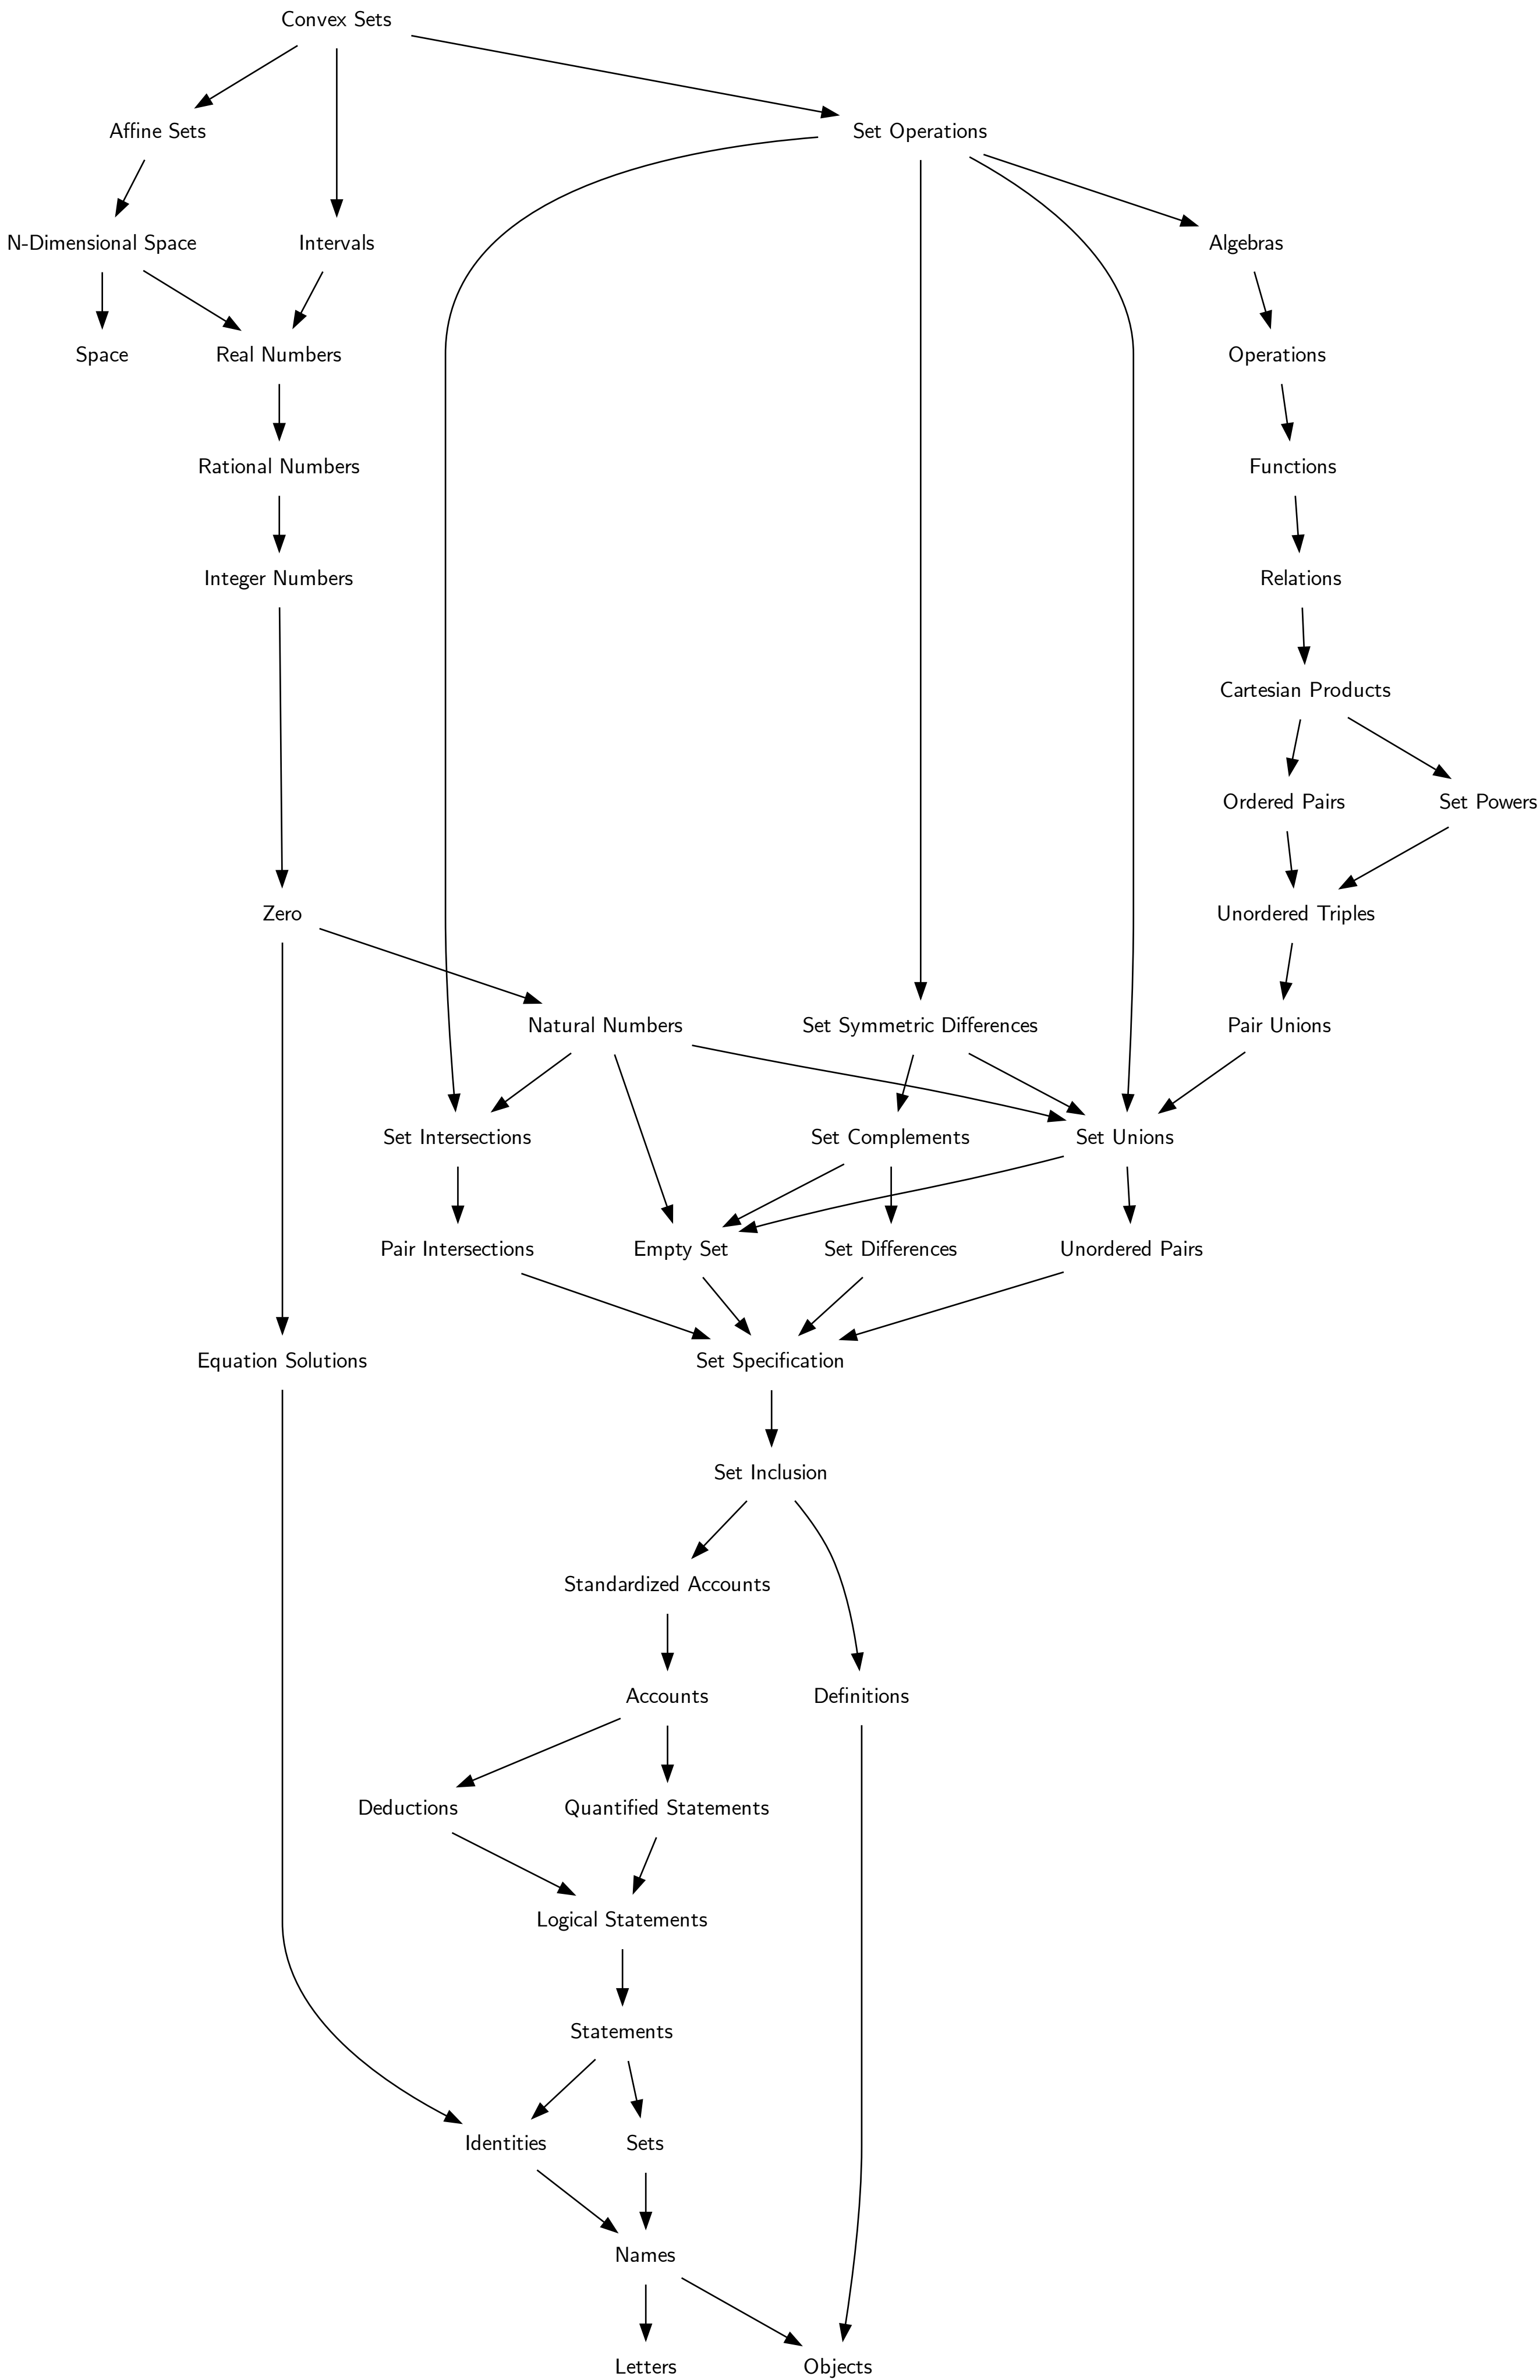 Convex Sets
Affine Sets
Set Operations
N-Dimensional Space
Intervals
Algebras
Space
Real Numbers
Operations
Rational Numbers
Functions
Integer Numbers
Relations
Cartesian Products
Ordered Pairs
Set Powers
Zero
Unordered Triples
Natural Numbers
Set Symmetric Differences
Pair Unions
Set Intersections
Set Complements
Set Unions
Pair Intersections
Empty Set
Set Differences
Unordered Pairs
Equation Solutions
Set Specification
Set Inclusion
Standardized Accounts
Accounts
Definitions
Deductions
Quantified Statements
Logical Statements
Statements
Identities
Sets
Names
Letters
Objects